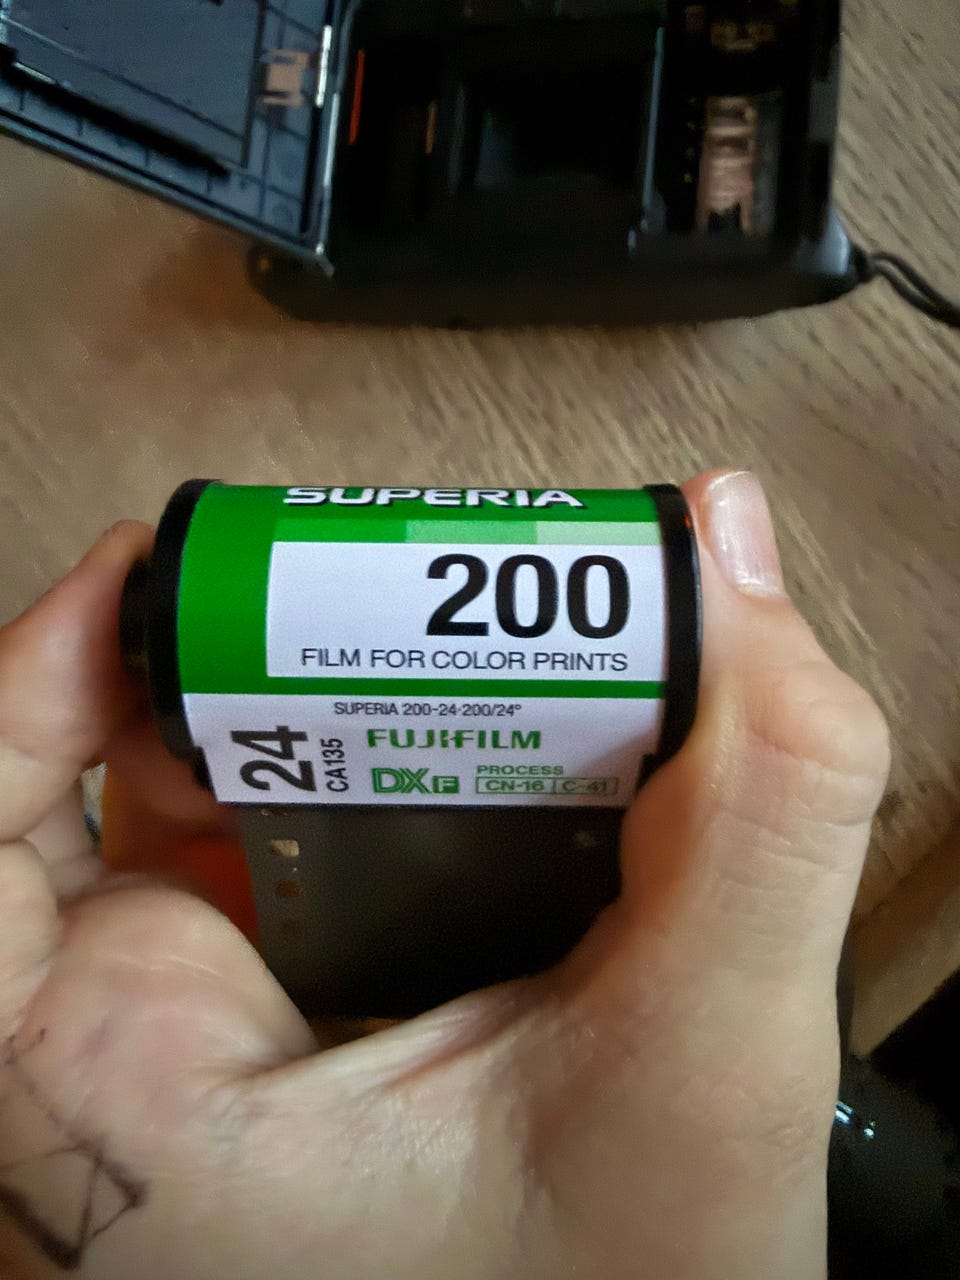 SUPERIA
200
FILM FOR COLOR PRINTS
SUPERIA 200-24-200/24°
24
CA135
FUJIFILM
DX F
PROCESS
CN-16 C-41